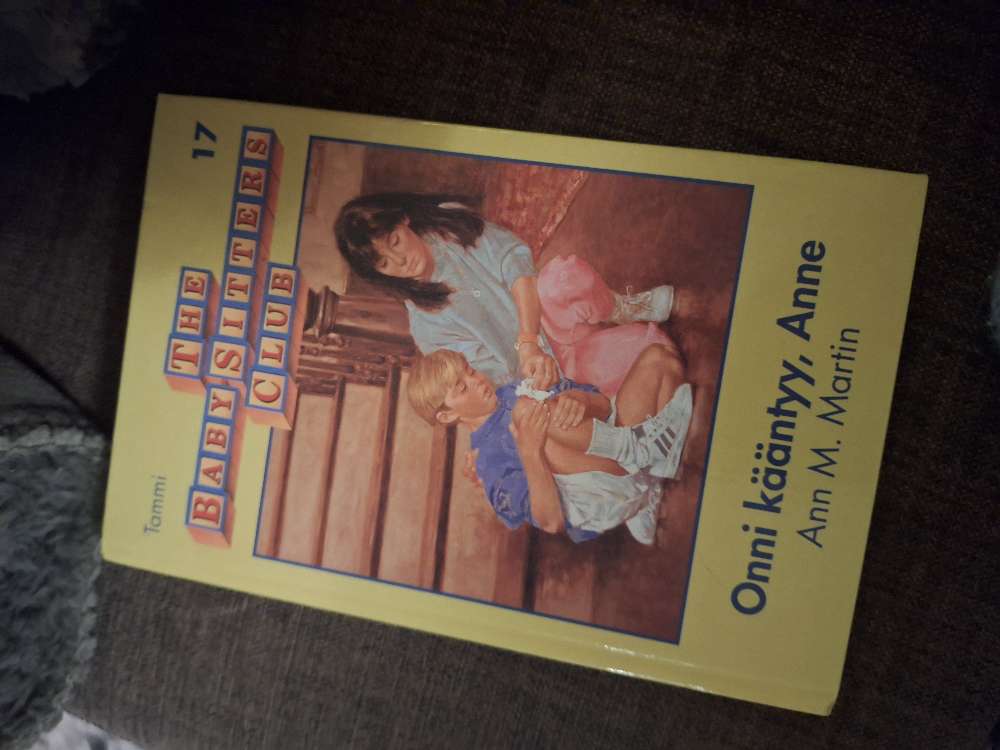 Tammi
17
THE
BABY SITTERS
CLUB
Onni kääntyy, Anne
Ann M. Martin